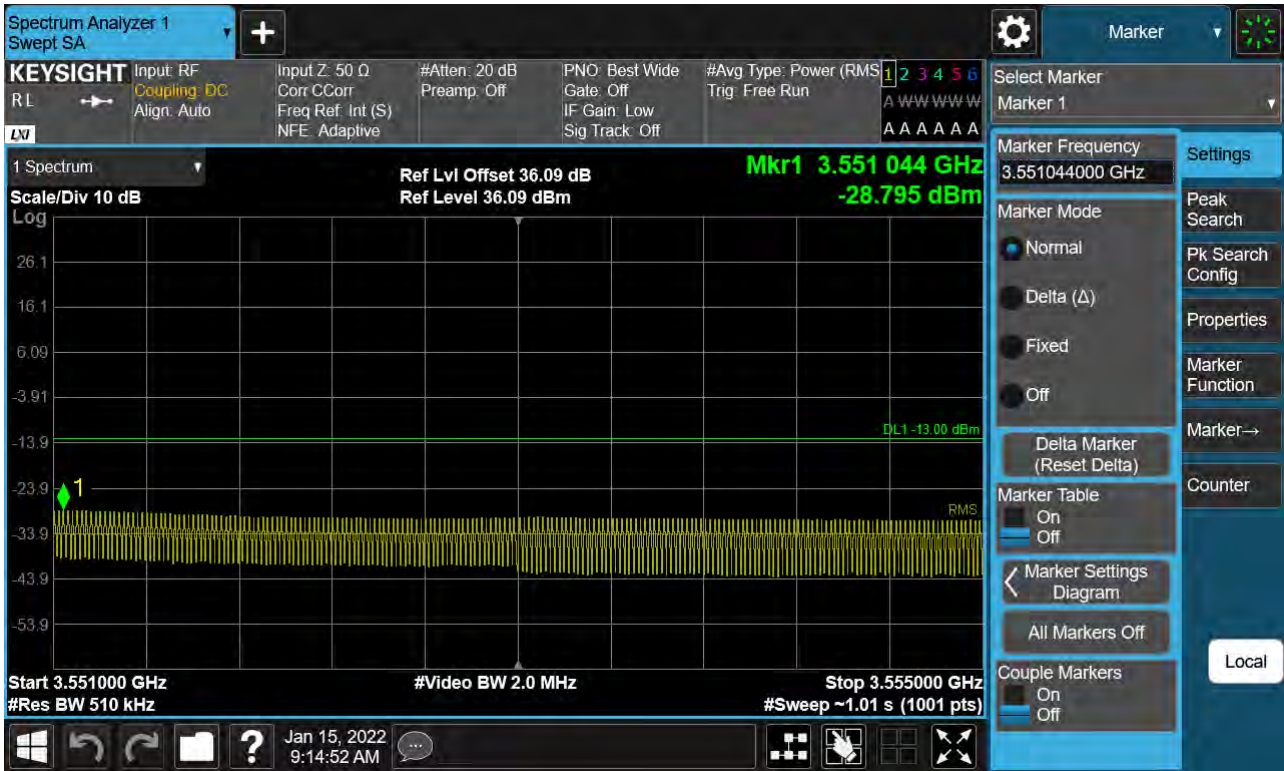 Spectrum Analyzer 1
Swept SA
+
Marker
KEYSIGHT
RL
LXI
Input: RF
Coupling: DC
Align: Auto
Input Z: 50 Ω
Corr CCorr
Freq Ref: Int (S)
NFE: Adaptive
#Atten: 20 dB
Preamp: Off
PNO: Best Wide
Gate: Off
IF Gain: Low
Sig Track: Off
#Avg Type: Power (RMS
Trig: Free Run
1 2 3 4 5 6
A W W W W W
A A A A A A
Select Marker
Marker 1
1 Spectrum
Scale/Div 10 dB
Log
Ref Lvl Offset 36.09 dB
Ref Level 36.09 dBm
Mkr1 3.551 044 GHz
-28.795 dBm
26.1
16.1
6.09
-3.91
-13.9
-23.9
-33.9
-43.9
-53.9
DL1 -13.00 dBm
1
RMS
Start 3.551000 GHz
#Res BW 510 kHz
#Video BW 2.0 MHz
Stop 3.555000 GHz
#Sweep ~1.01 s (1001 pts)
Marker Frequency
3.551044000 GHz
Marker Mode
Normal
Delta (Δ)
Fixed
Off
Delta Marker
(Reset Delta)
Marker Table
On
Off
Marker Settings
Diagram
All Markers Off
Couple Markers
On
Off
Settings
Peak
Search
Pk Search
Config
Properties
Marker
Function
Marker→
Counter
Local
?
Jan 15, 2022
9:14:52 AM